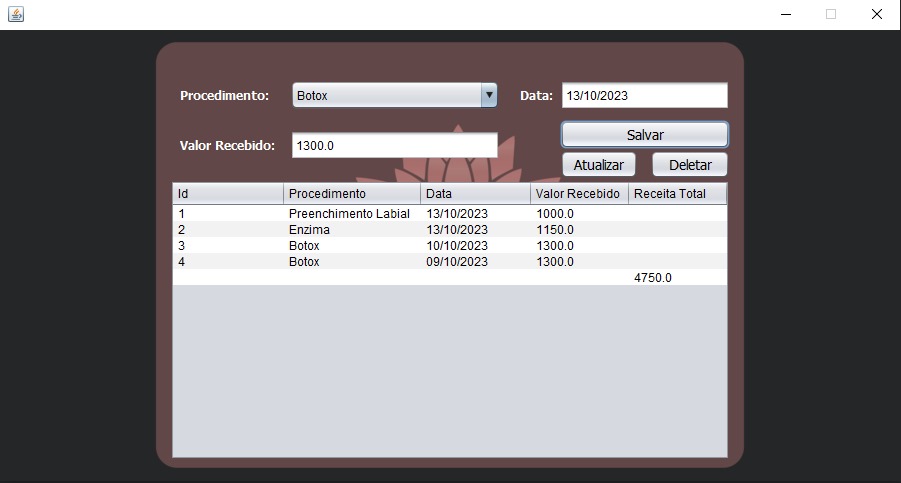 Procedimento: Botox Data: 13/10/2023
Salvar
Valor Recebido: 1300.0
Atualizar Deletar
Id Procedimento Data Valor Recebido Receita Total
1 Preenchimento Labial 13/10/2023 1000.0
2 Enzima 13/10/2023 1150.0
3 Botox 10/10/2023 1300.0
4 Botox 09/10/2023 1300.0
4750.0